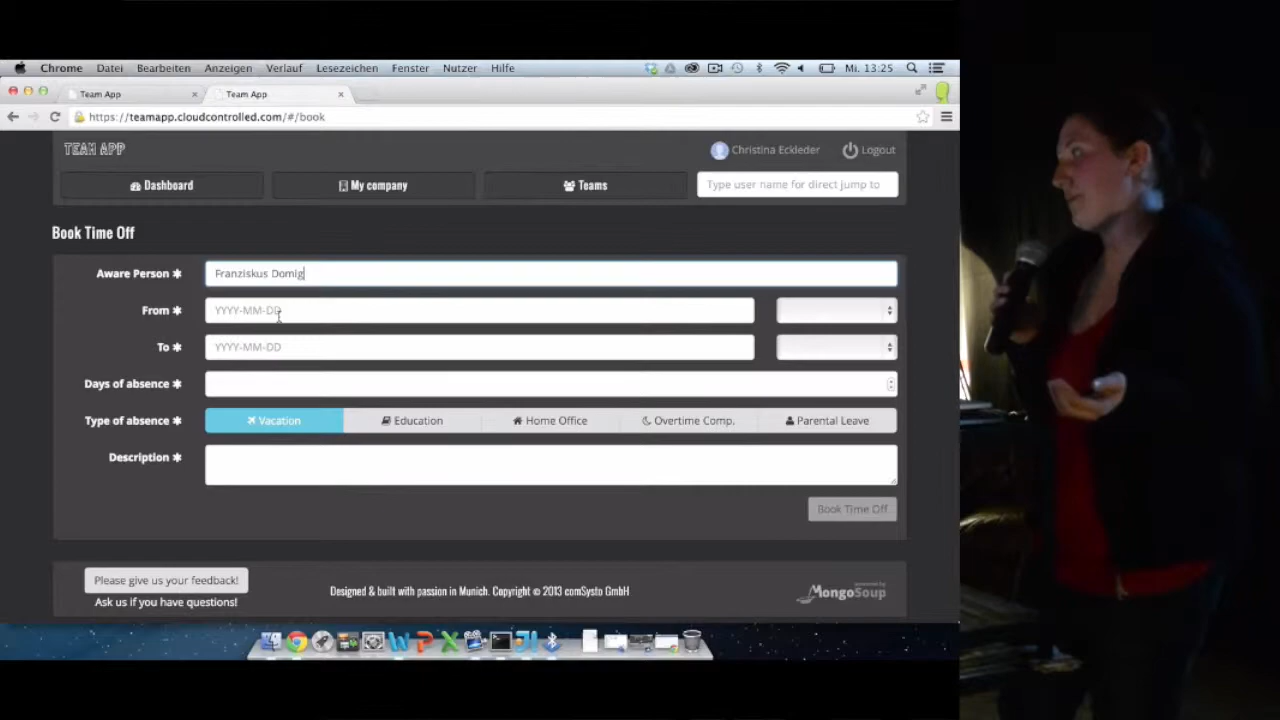 Chrome Datei Bearbeiten Anzeigen Verlauf Lesezeichen Fenster Nutzer Hilfe Mi. 13:25
Team App × Team App ×
https://teamapp.cloudcontrolled.com/#/book
TEAM APP Christina Eckleder Logout
Dashboard My company Teams Type user name for direct jump to
Book Time Off
Aware Person ✱ Franziskus Domig
From ✱ YYYY-MM-DD
To ✱ YYYY-MM-DD
Days of absence ✱
Type of absence ✱ Vacation Education Home Office Overtime Comp. Parental Leave
Description ✱
Book Time Off
Please give us your feedback!
Ask us if you have questions!
Designed & built with passion in Munich. Copyright © 2013 comSysto GmbH
powered by
MongoSoup